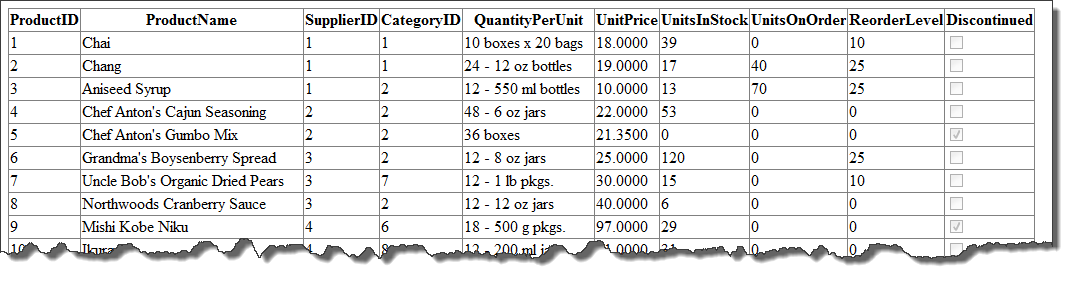 ProductID ProductName SupplierID CategoryID QuantityPerUnit UnitPrice UnitsInStock UnitsOnOrder ReorderLevel Discontinued
1 Chai 1 1 10 boxes x 20 bags 18.0000 39 0 10
2 Chang 1 1 24 - 12 oz bottles 19.0000 17 40 25
3 Aniseed Syrup 1 2 12 - 550 ml bottles 10.0000 13 70 25
4 Chef Anton's Cajun Seasoning 2 2 48 - 6 oz jars 22.0000 53 0 0
5 Chef Anton's Gumbo Mix 2 2 36 boxes 21.3500 0 0 0
6 Grandma's Boysenberry Spread 3 2 12 - 8 oz jars 25.0000 120 0 25
7 Uncle Bob's Organic Dried Pears 3 7 12 - 1 lb pkgs. 30.0000 15 0 10
8 Northwoods Cranberry Sauce 3 2 12 - 12 oz jars 40.0000 6 0 0
9 Mishi Kobe Niku 4 6 18 - 500 g pkgs. 97.0000 29 0 0
10 Ikura 4 8 12 - 200 ml 31 0 0